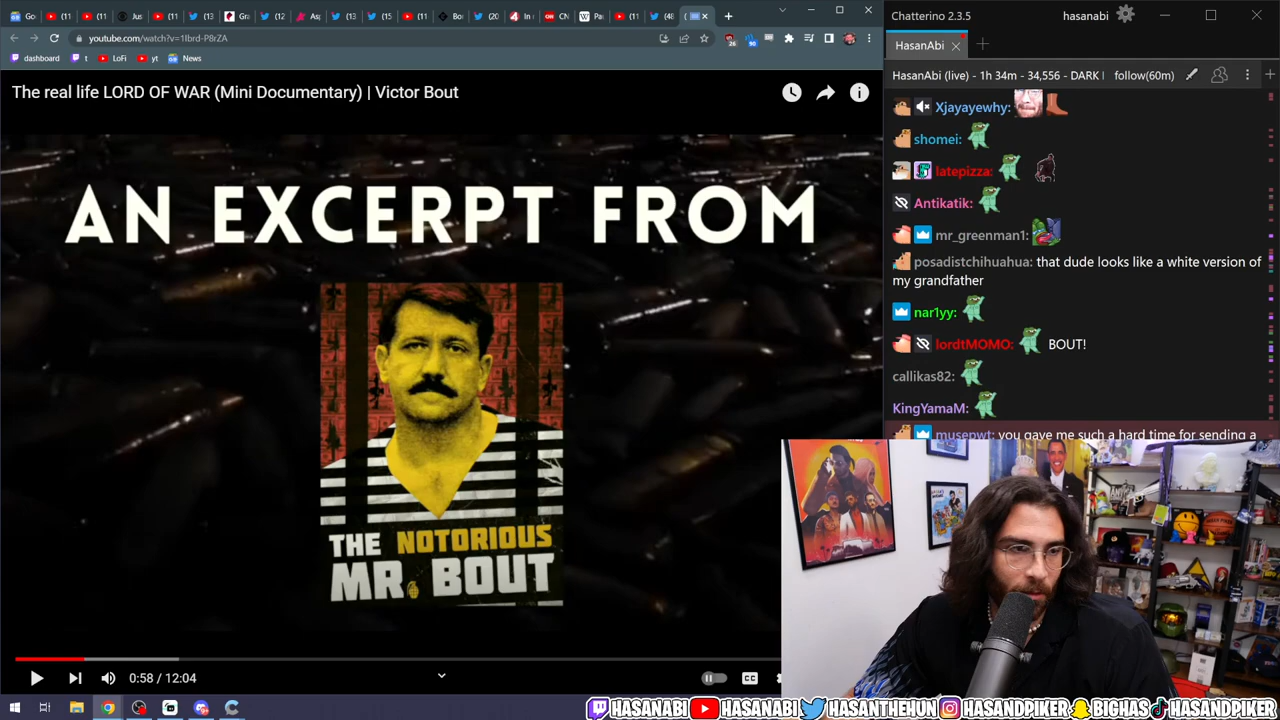 Chatterino 2.3.5
hasanabi
youtube.com/watch?v=1Ibrd-P8rZA
HasanAbi
dashboard
t
LoFi
yt
News
HasanAbi (live) - 1h 34m - 34,556 - DARK
follow(60m)
The real life LORD OF WAR (Mini Documentary) | Victor Bout
AN EXCERPT FROM
THE NOTORIOUS
MR. BOUT
Xjayayewhy:
shomei:
latepizza:
Antikatik:
mr_greenman1:
posadistchihuahua: that dude looks like a white version of
my grandfather
nar1yy:
lordtMOMO: BOUT!
callikas82:
KingYamaM:
musepwt: you gave me such a hard time for sending a
0:58 / 12:04
HASANABI
HASANABI
HASANTHEHUN
HASANDPIKER
BIGHAS
HASANDPIKER